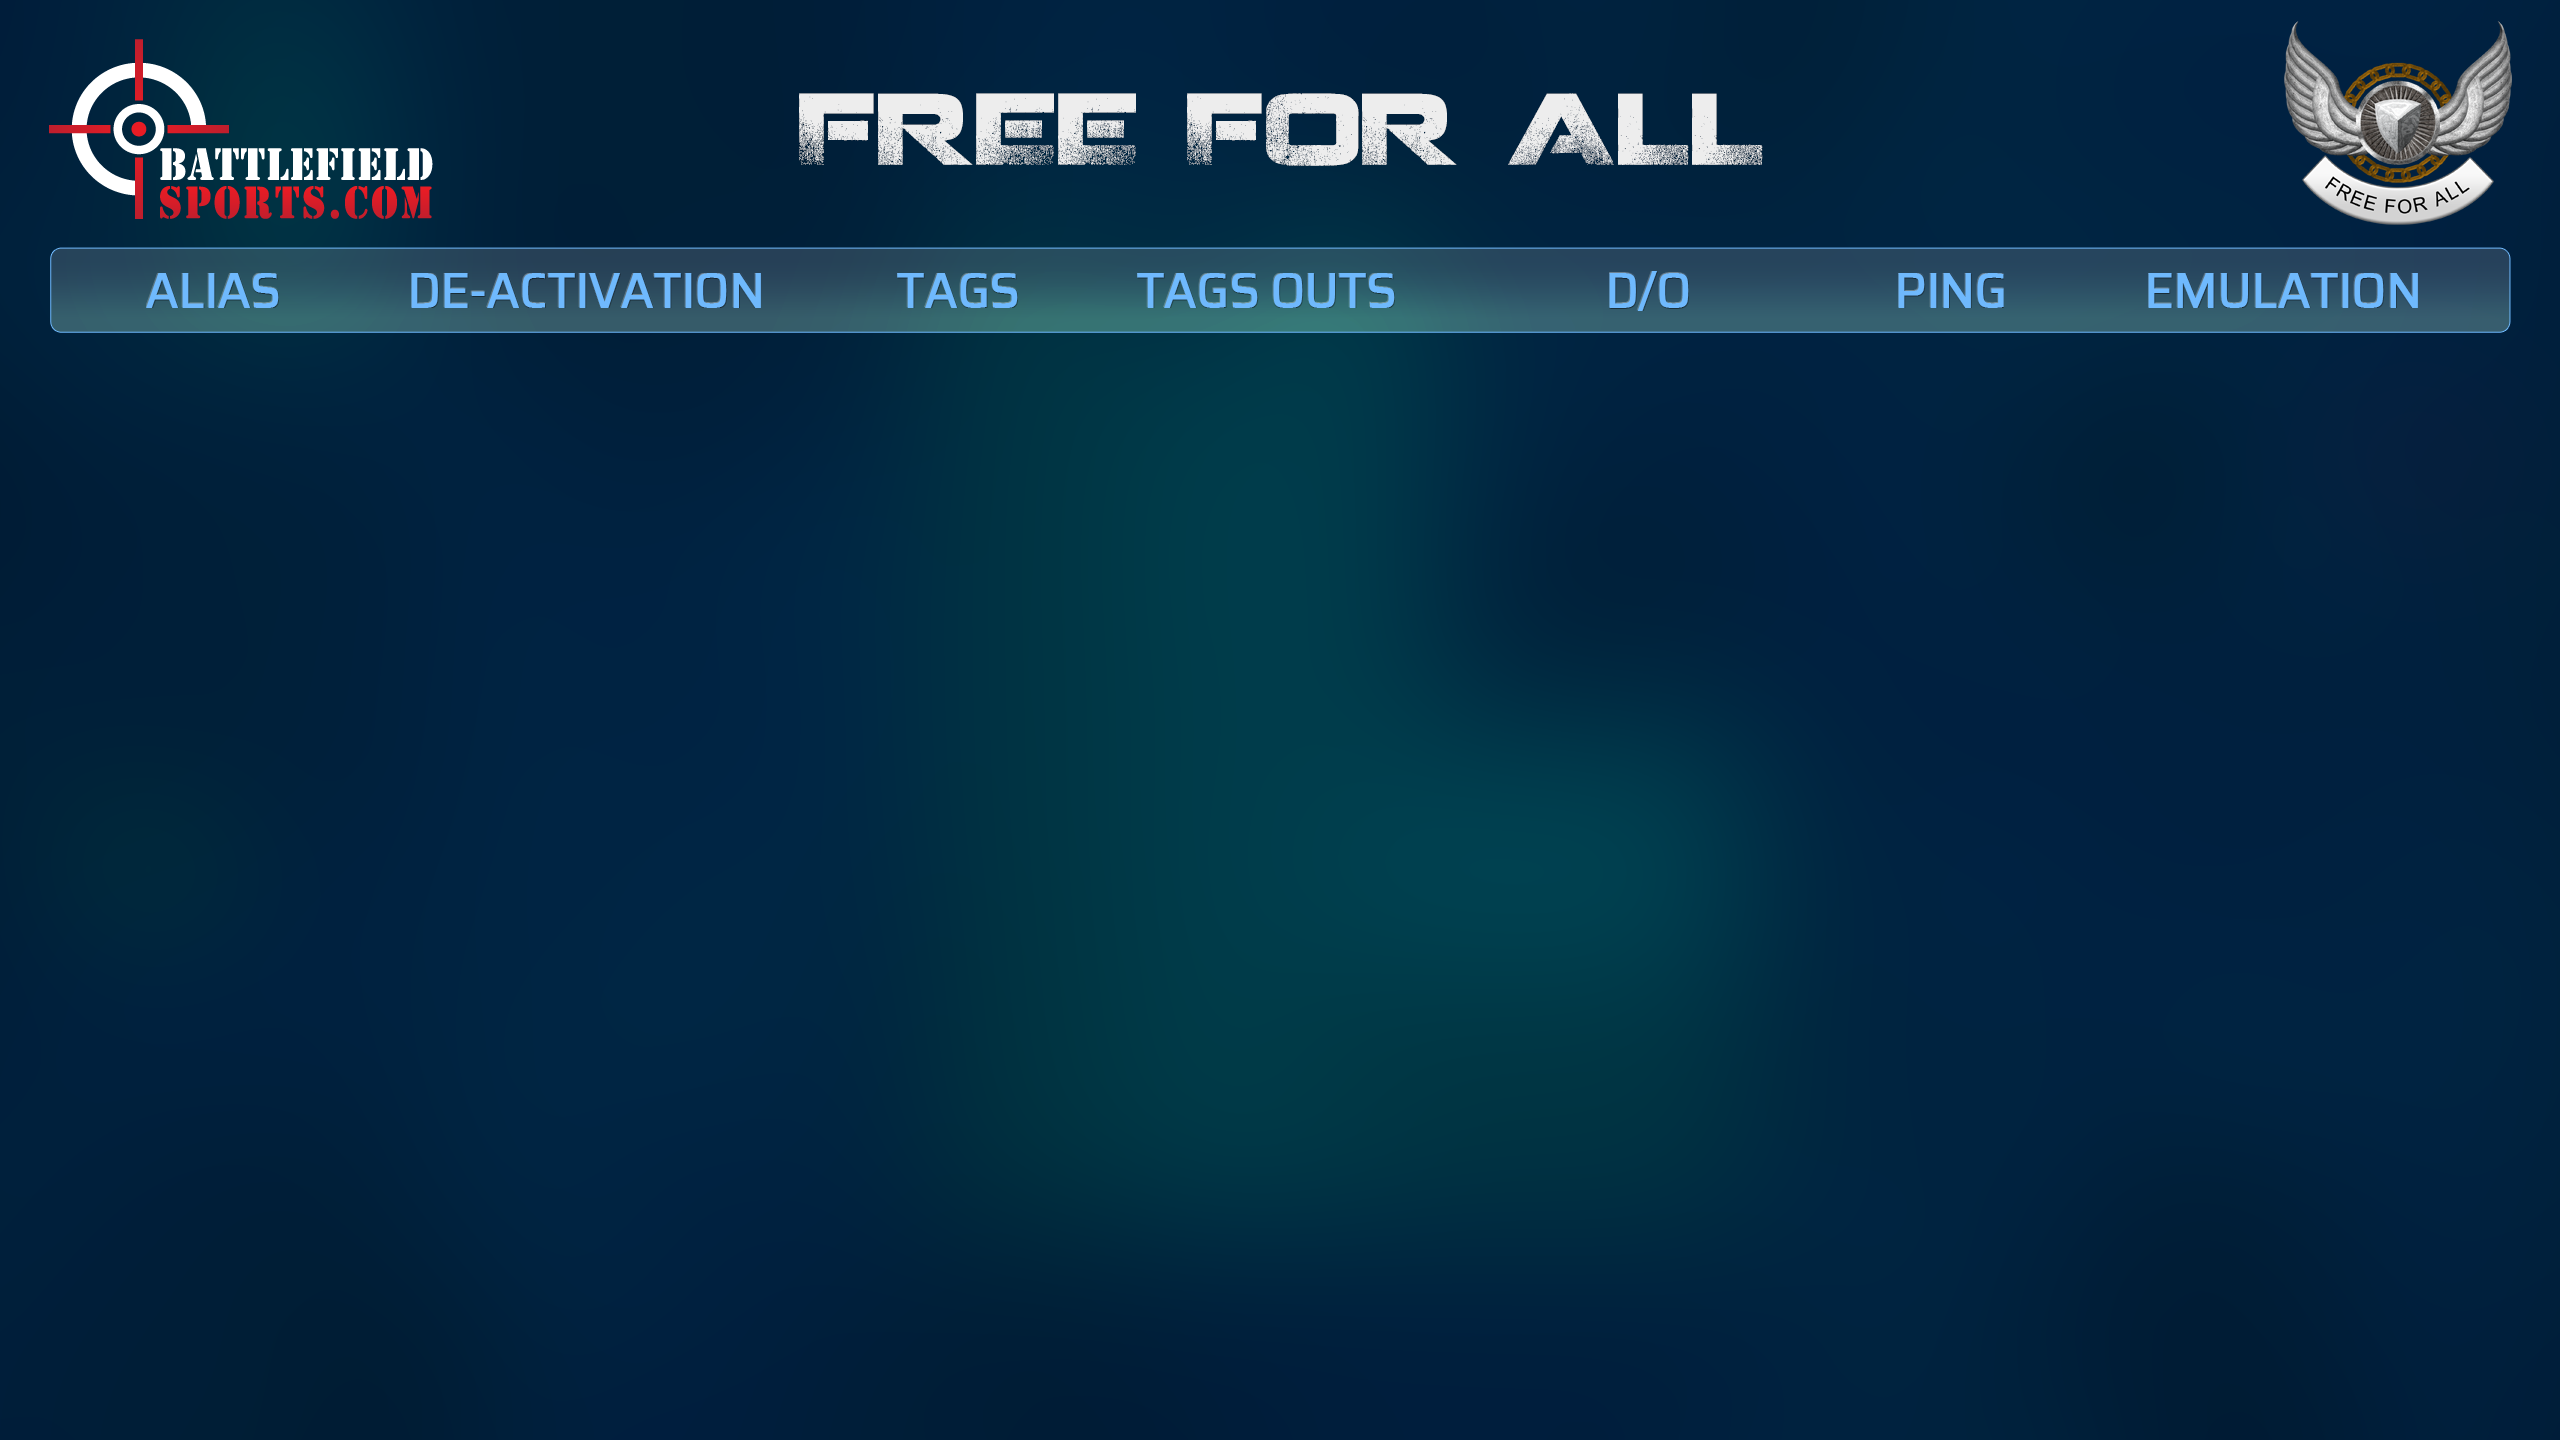 BATTLEFIELD
SPORTS.COM
FREE FOR ALL
FREE FOR ALL
ALIAS DE-ACTIVATION TAGS TAGS OUTS D/O PING EMULATION